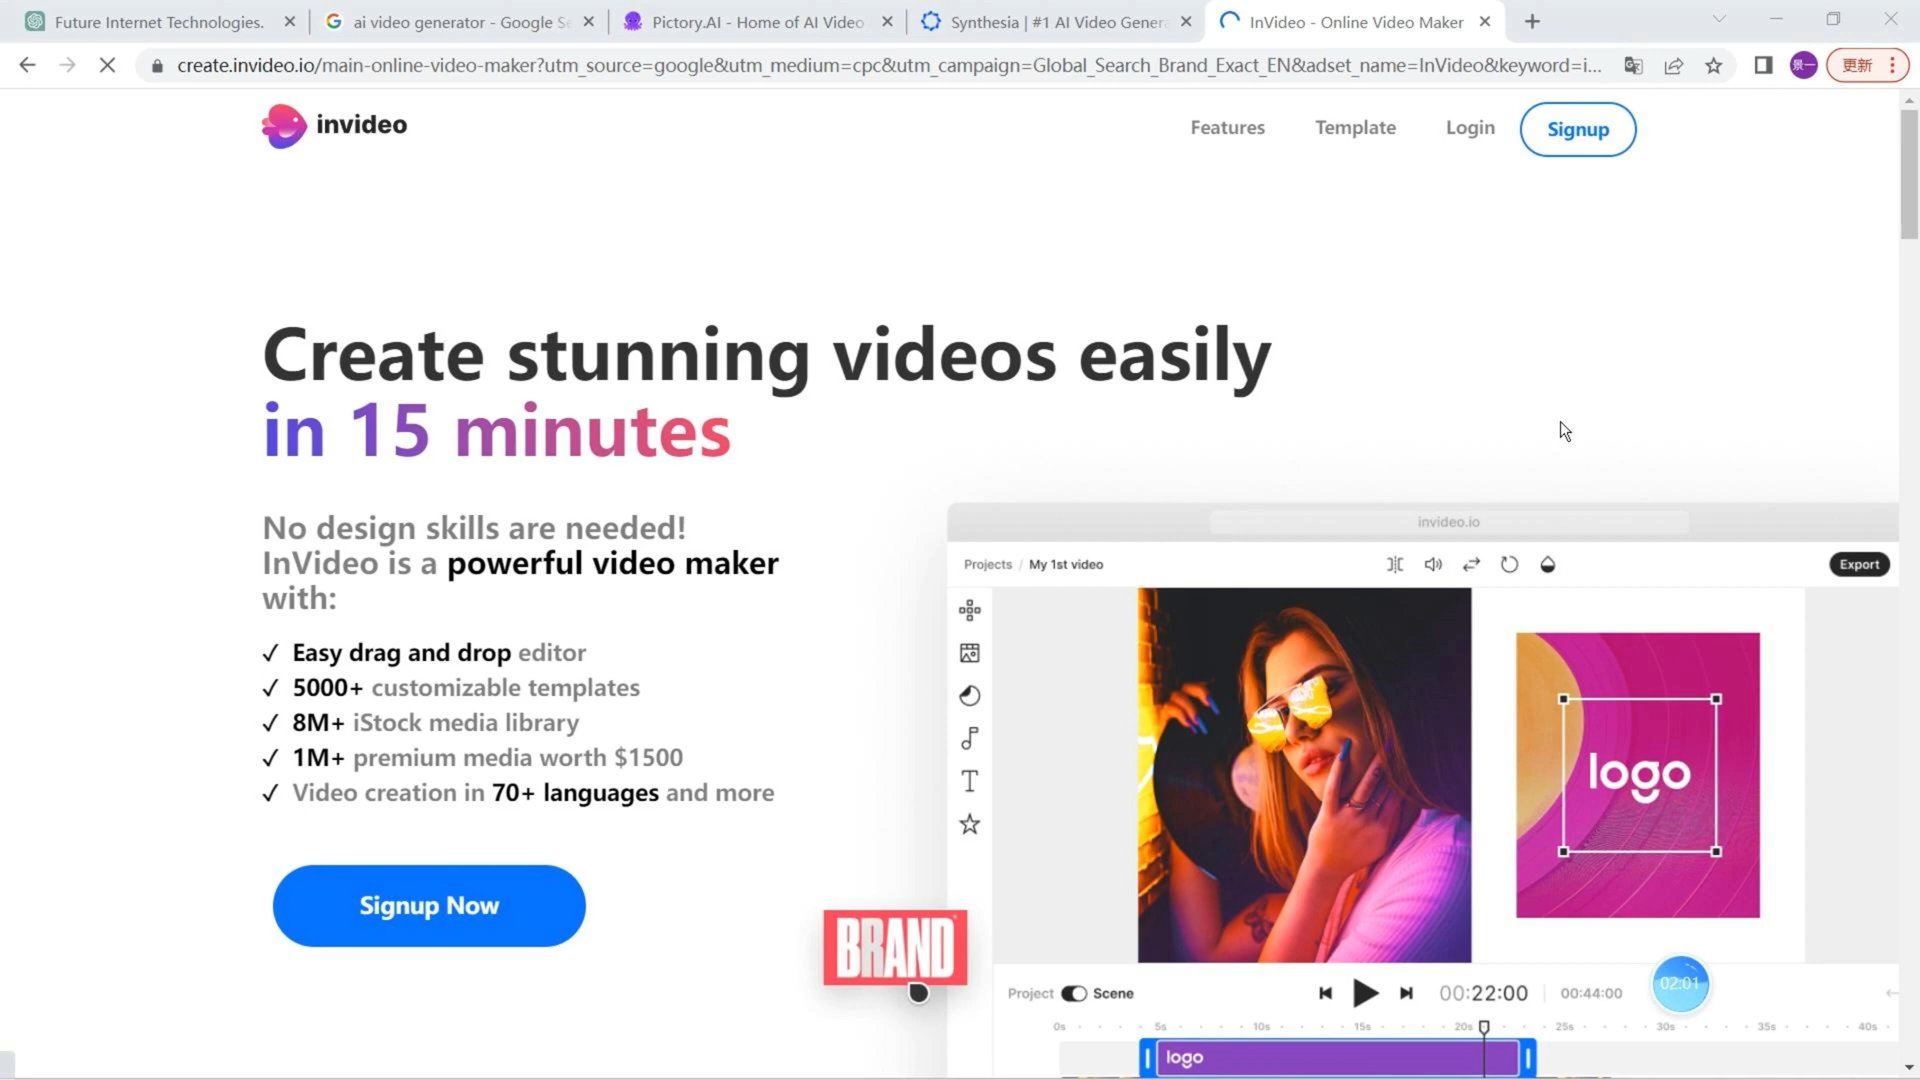 Future Internet Technologies.
ai video generator - Google Se
Pictory.AI - Home of AI Video
Synthesia | #1 AI Video Genera
InVideo - Online Video Maker
create.invideo.io/main-online-video-maker?utm_source=google&utm_medium=cpc&utm_campaign=Global_Search_Brand_Exact_EN&adset_name=InVideo&keyword=i...
景一
更新
invideo
Features
Template
Login
Signup
Create stunning videos easily
in 15 minutes
No design skills are needed!
InVideo is a powerful video maker
with:
✓ Easy drag and drop editor
✓ 5000+ customizable templates
✓ 8M+ iStock media library
✓ 1M+ premium media worth $1500
✓ Video creation in 70+ languages and more
Signup Now
invideo.io
Projects / My 1st video
Export
logo
BRAND
Project Scene
00:22:00
00:44:00
02:01
0s 5s 10s 15s 20s 25s 30s 35s 40s
logo